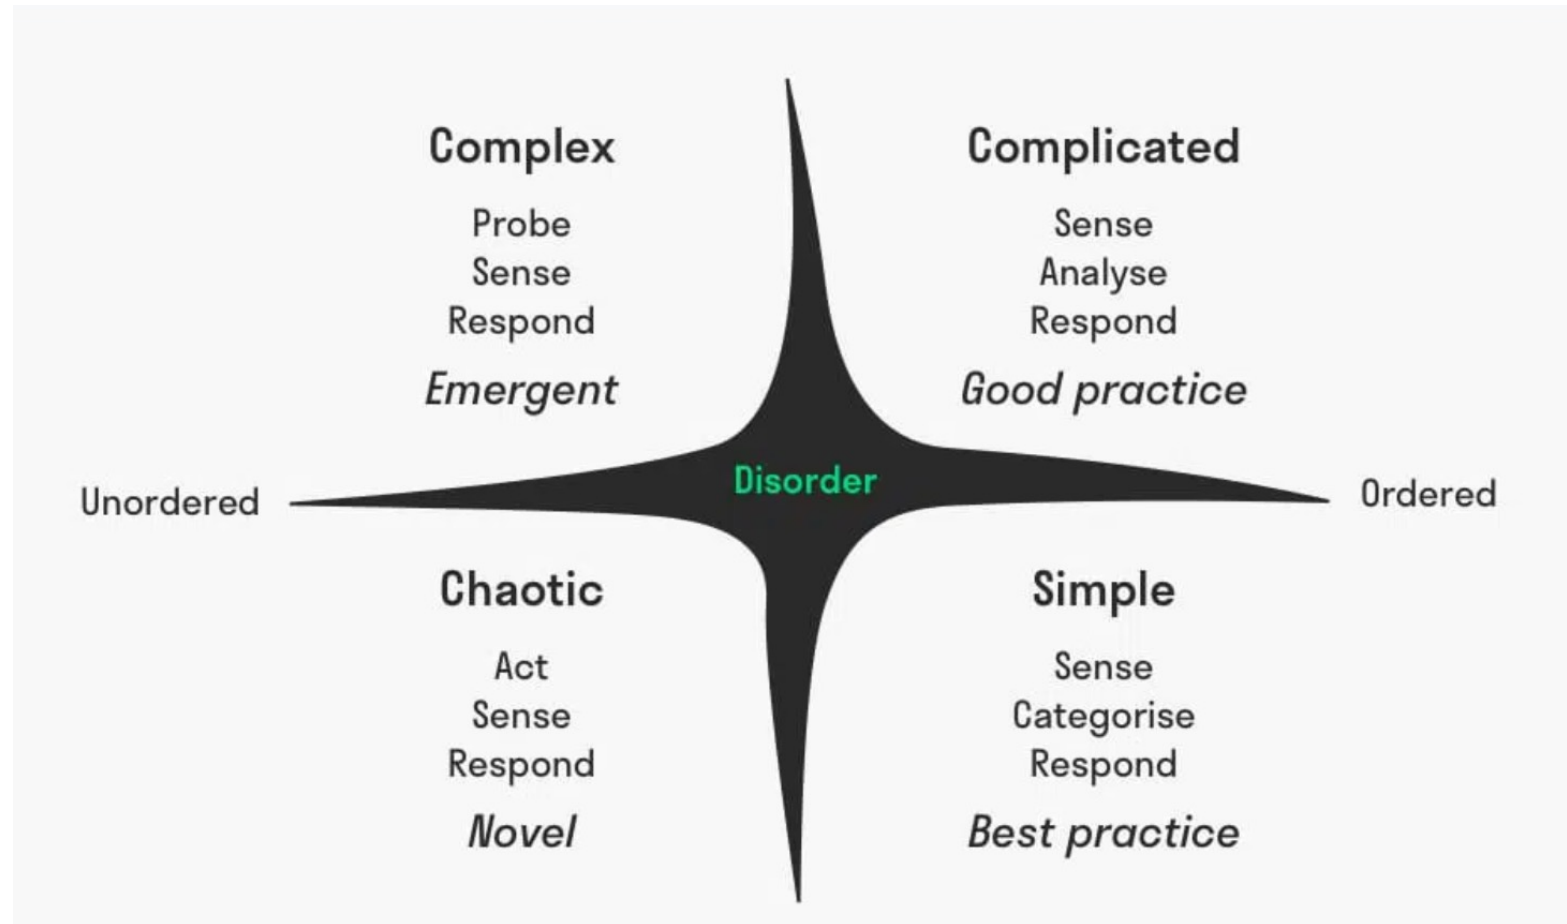 Complex
Probe
Sense
Respond
Emergent
Complicated
Sense
Analyse
Respond
Good practice
Unordered
Disorder
Ordered
Chaotic
Act
Sense
Respond
Novel
Simple
Sense
Categorise
Respond
Best practice